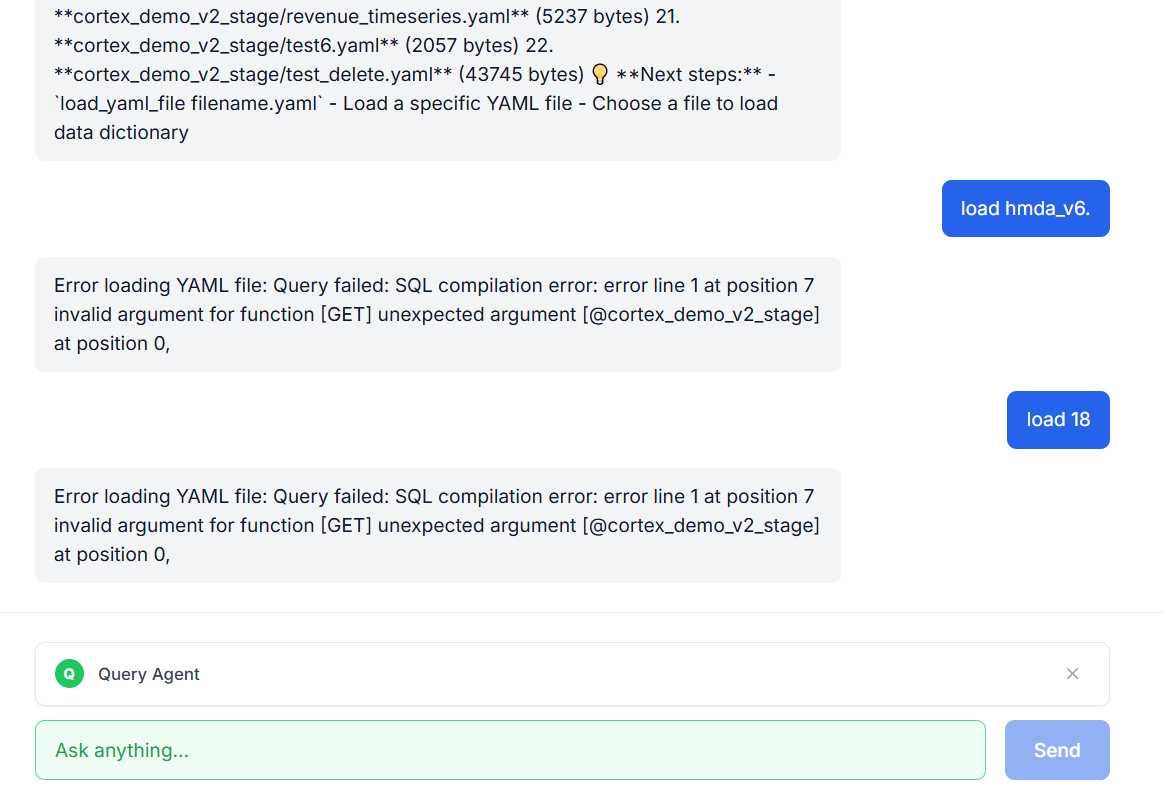 **cortex_demo_v2_stage/revenue_timeseries.yaml** (5237 bytes) 21.
**cortex_demo_v2_stage/test6.yaml** (2057 bytes) 22.
**cortex_demo_v2_stage/test_delete.yaml** (43745 bytes) 💡 **Next steps:** -
`load_yaml_file filename.yaml` - Load a specific YAML file - Choose a file to load
data dictionary
load hmda_v6.
Error loading YAML file: Query failed: SQL compilation error: error line 1 at position 7
invalid argument for function [GET] unexpected argument [@cortex_demo_v2_stage]
at position 0,
load 18
Error loading YAML file: Query failed: SQL compilation error: error line 1 at position 7
invalid argument for function [GET] unexpected argument [@cortex_demo_v2_stage]
at position 0,
Q Query Agent
Ask anything...
Send